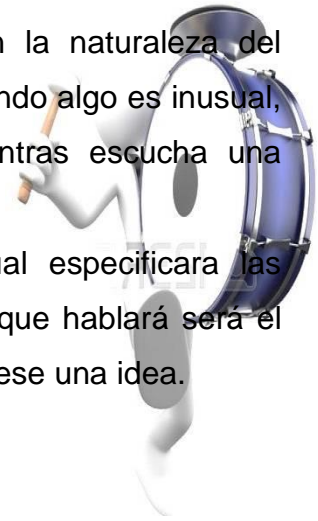 n la naturaleza del
ndo algo es inusual,
ntras escucha una
ual especificara las
que hablará será el
ese una idea.